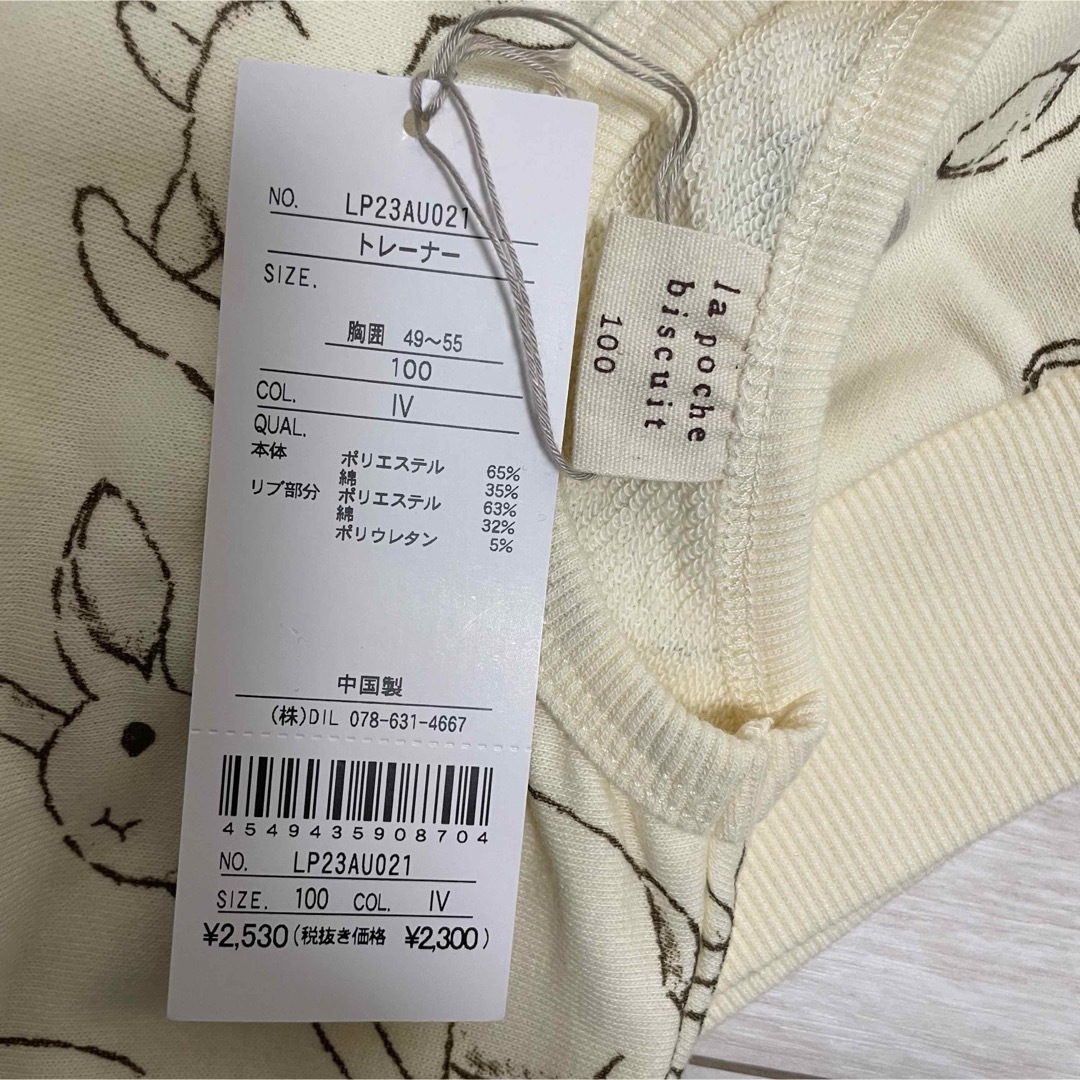 NO. LP23AU021
トレーナー
SIZE.
胸囲 49～55
100
COL. IV
QUAL.
本体 ポリエステル 65%
綿 35%
リブ部分 ポリエステル 63%
綿 32%
ポリウレタン 5%
中国製
(株)DIL 078-631-4667
4549435908704
NO. LP23AU021
SIZE. 100 COL. IV
¥2,530(税抜き価格 ¥2,300)
la poche
biscuit
100